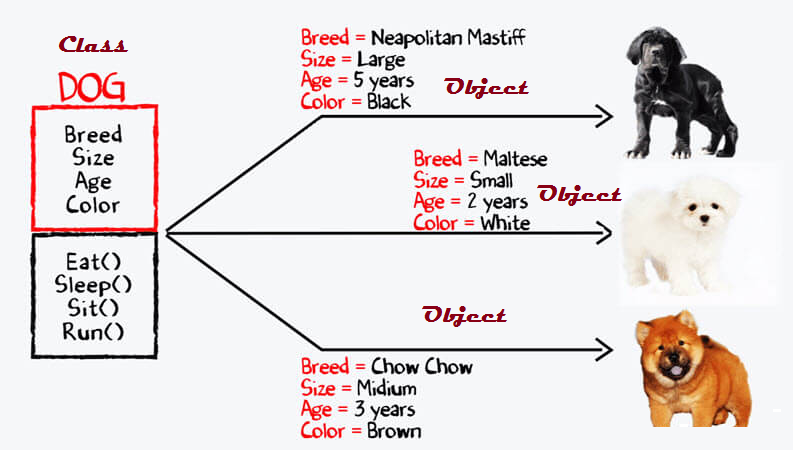 Class
DOG
Breed
Size
Age
Color
Eat()
Sleep()
Sit()
Run()
Breed = Neapolitan Mastiff
Size = Large
Age = 5 years
Color = Black
Object
Breed = Maltese
Size = Small
Age = 2 years
Color = White
Object
Object
Breed = Chow Chow
Size = Midium
Age = 3 years
Color = Brown